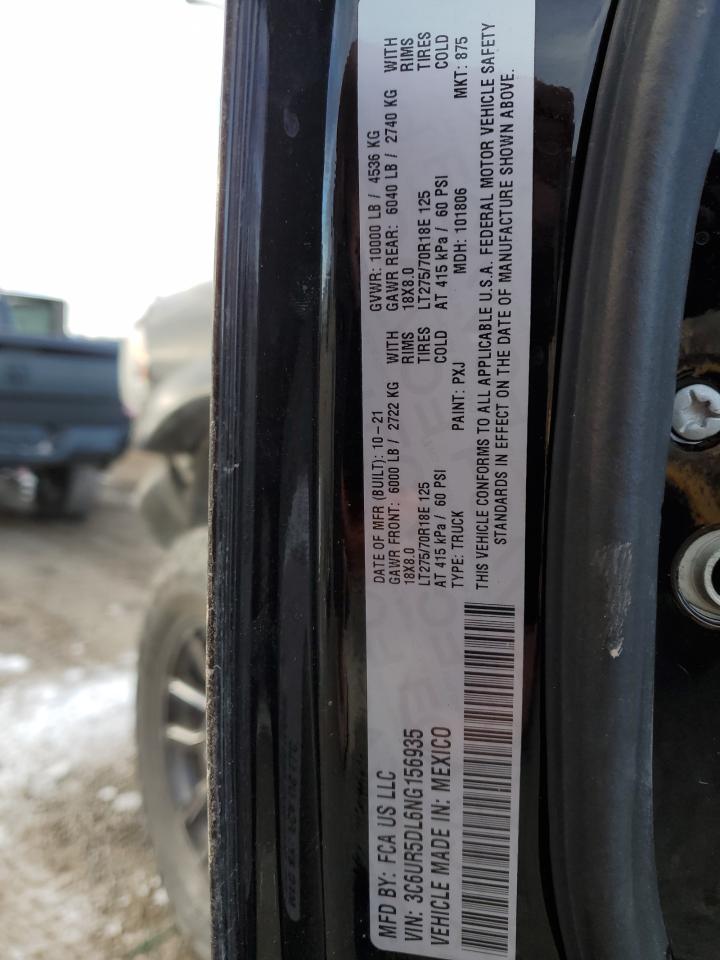 MFD BY: FCA US LLC
DATE OF MFR (BUILT): 10-21
GVWR: 10000 LB / 4536 KG
GAWR FRONT: 6000 LB / 2722 KG WITH
GAWR REAR: 6040 LB / 2740 KG WITH
18X8.0 RIMS
18X8.0 RIMS
LT275/70R18E 125 TIRES
LT275/70R18E 125 TIRES
AT 415 kPa / 60 PSI COLD
AT 415 kPa / 60 PSI COLD
VIN: 3C6UR5DL6NG156935
TYPE: TRUCK PAINT: PXJ MDH: 101806 MKT: 875
VEHICLE MADE IN: MEXICO
THIS VEHICLE CONFORMS TO ALL APPLICABLE U.S.A. FEDERAL MOTOR VEHICLE SAFETY
STANDARDS IN EFFECT ON THE DATE OF MANUFACTURE SHOWN ABOVE.